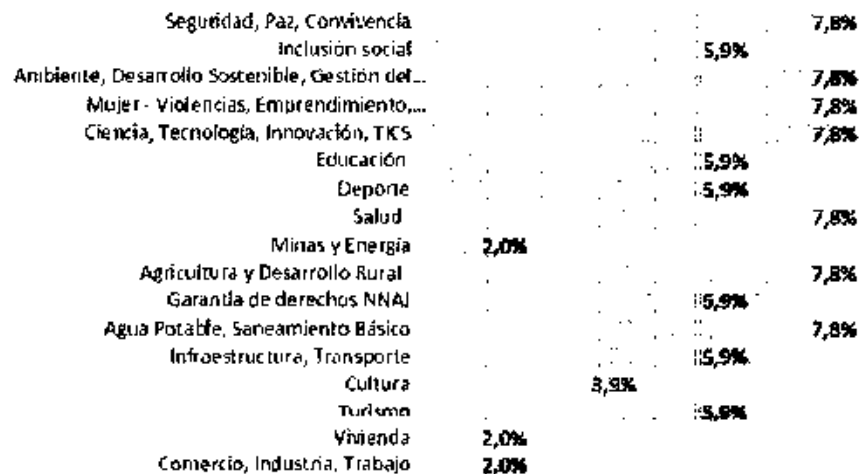 Seguridad, Paz, Convivencia 7,8%
Inclusión social 5,9%
Ambiente, Desarrollo Sostenible, Gestión del... 7,8%
Mujer - Violencias, Emprendimiento,... 7,8%
Ciencia, Tecnología, Innovación, TICS 7,8%
Educación 5,9%
Deporte 5,9%
Salud 7,8%
Minas y Energía 2,0%
Agricultura y Desarrollo Rural 7,8%
Garantía de derechos NNAJ 5,9%
Agua Potable, Saneamiento Básico 7,8%
Infraestructura, Transporte 5,9%
Cultura 3,9%
Turismo 5,9%
Vivienda 2,0%
Comercio, Industria, Trabajo 2,0%